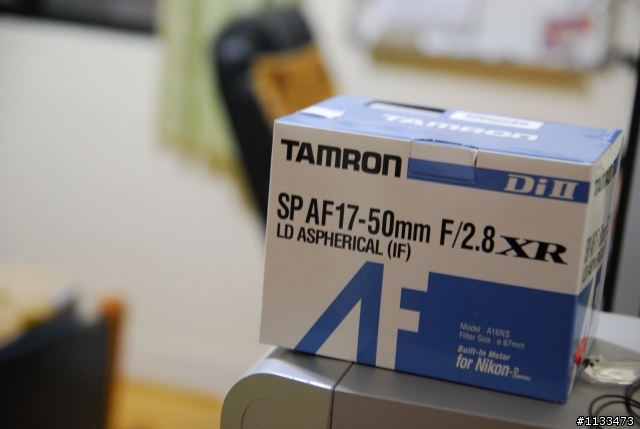 TAMRON
TAMRON
Di II
SP AF17-50mm F/2.8 XR
LD ASPHERICAL (IF)
AF
Model : A16NII
Filter Size : ø 67mm
Built-in Motor
for Nikon-D
#1133473